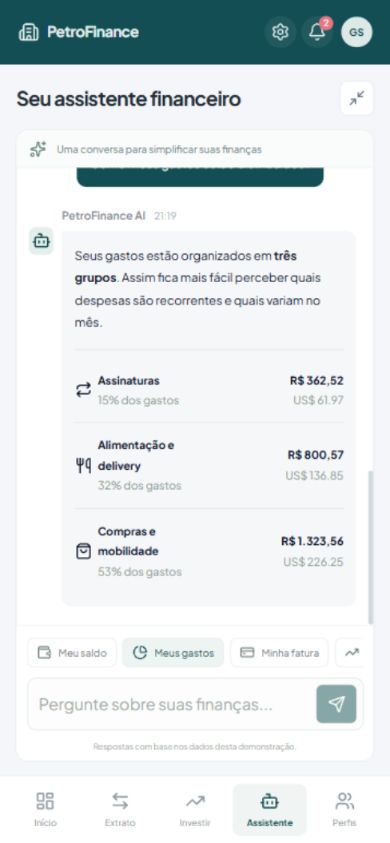 PetroFinance
2
GS
Seu assistente financeiro
Uma conversa para simplificar suas finanças
PetroFinance AI 21:19
Seus gastos estão organizados em três
grupos. Assim fica mais fácil perceber quais
despesas são recorrentes e quais variam no
mês.
Assinaturas
R$ 362,52
15% dos gastos
US$ 61.97
Alimentação e
delivery
R$ 800,57
32% dos gastos
US$ 136.85
Compras e
mobilidade
R$ 1.323,56
53% dos gastos
US$ 226.25
Meu saldo
Meus gastos
Minha fatura
Pergunte sobre suas finanças...
Respostas com base nos dados desta demonstração.
Início
Extrato
Investir
Assistente
Perfis